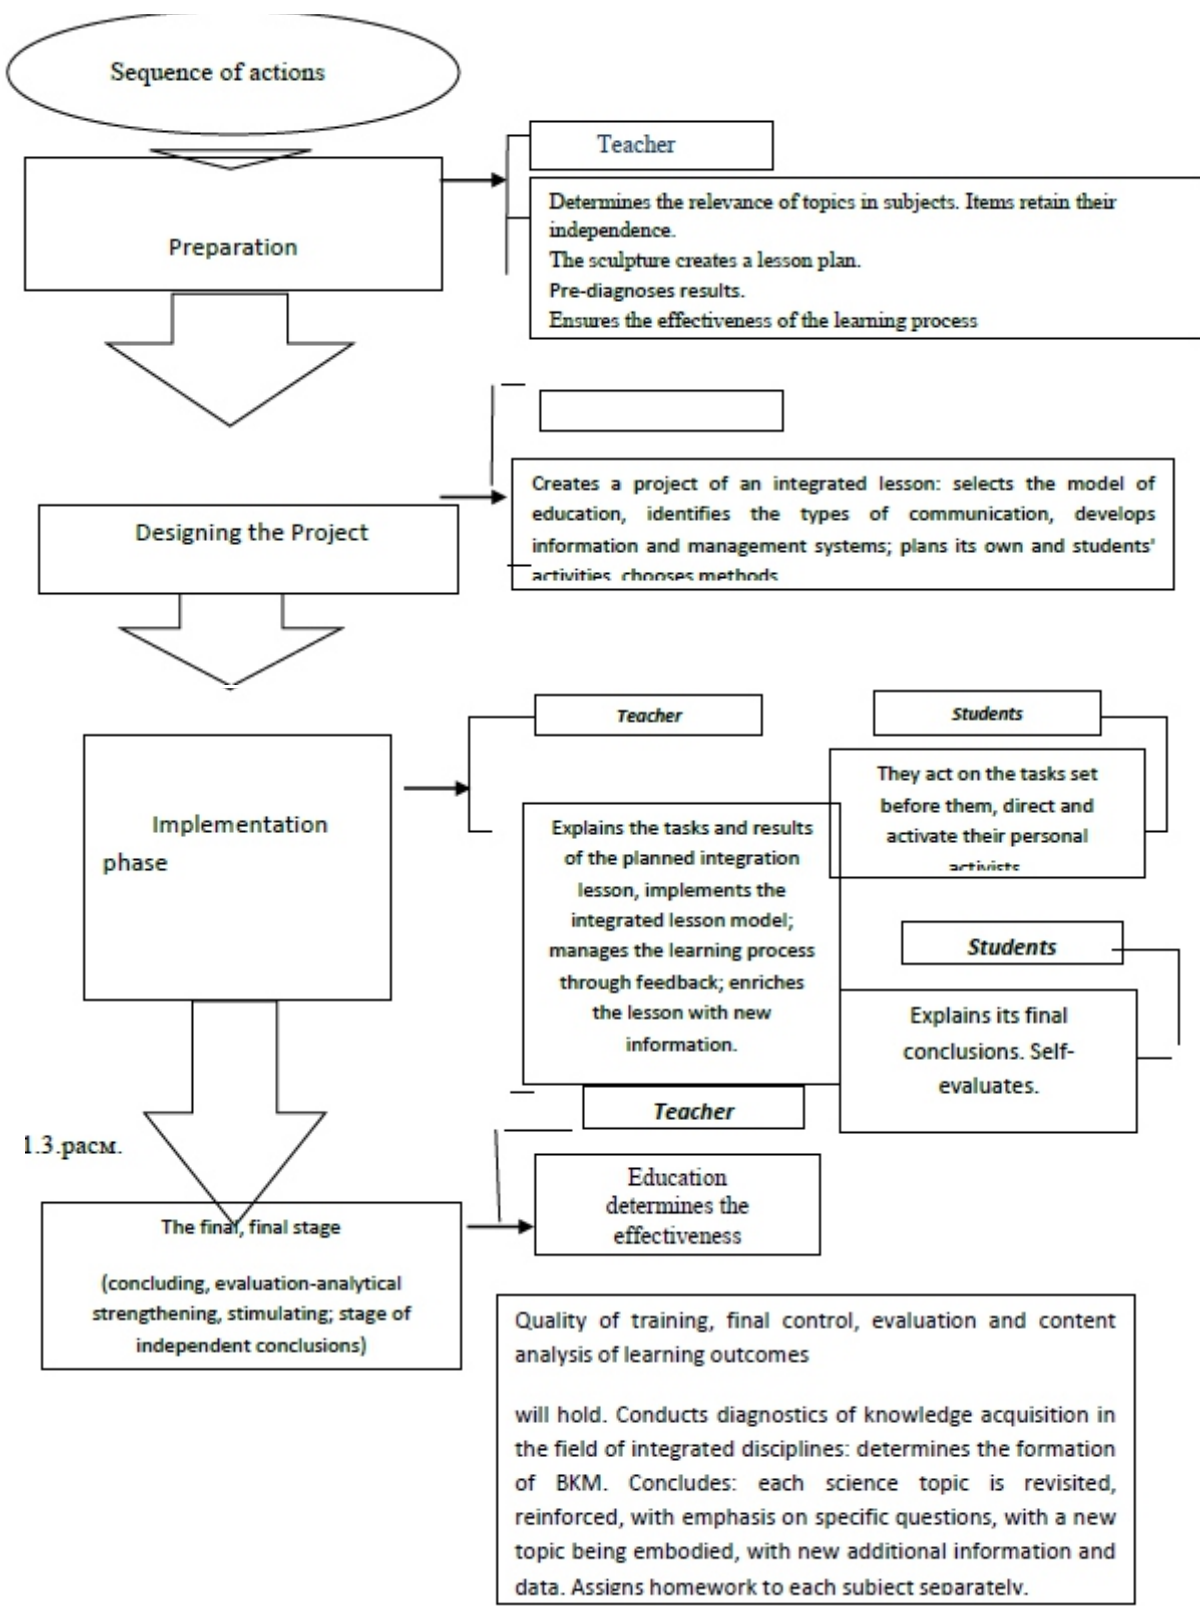 Sequence of actions
Teacher
Preparation
Determines the relevance of topics in subjects. Items retain their
independence.
The sculpture creates a lesson plan.
Pre-diagnoses results.
Ensures the effectiveness of the learning process
Designing the Project
Creates a project of an integrated lesson: selects the model of
education, identifies the types of communication, develops
information and management systems; plans its own and students'
activities, chooses methods
Implementation
phase
Teacher
Explains the tasks and results
of the planned integration
lesson, implements the
integrated lesson model;
manages the learning process
through feedback; enriches
the lesson with new
information.
Students
They act on the tasks set
before them, direct and
activate their personal
activists
Students
Explains its final
conclusions. Self-
evaluates.
1.3.расм.
The final, final stage
(concluding, evaluation-analytical
strengthening, stimulating; stage of
independent conclusions)
Teacher
Education
determines the
effectiveness
Quality of training, final control, evaluation and content
analysis of learning outcomes
will hold. Conducts diagnostics of knowledge acquisition in
the field of integrated disciplines: determines the formation
of BKM. Concludes: each science topic is revisited,
reinforced, with emphasis on specific questions, with a new
topic being embodied, with new additional information and
data. Assigns homework to each subject separately.